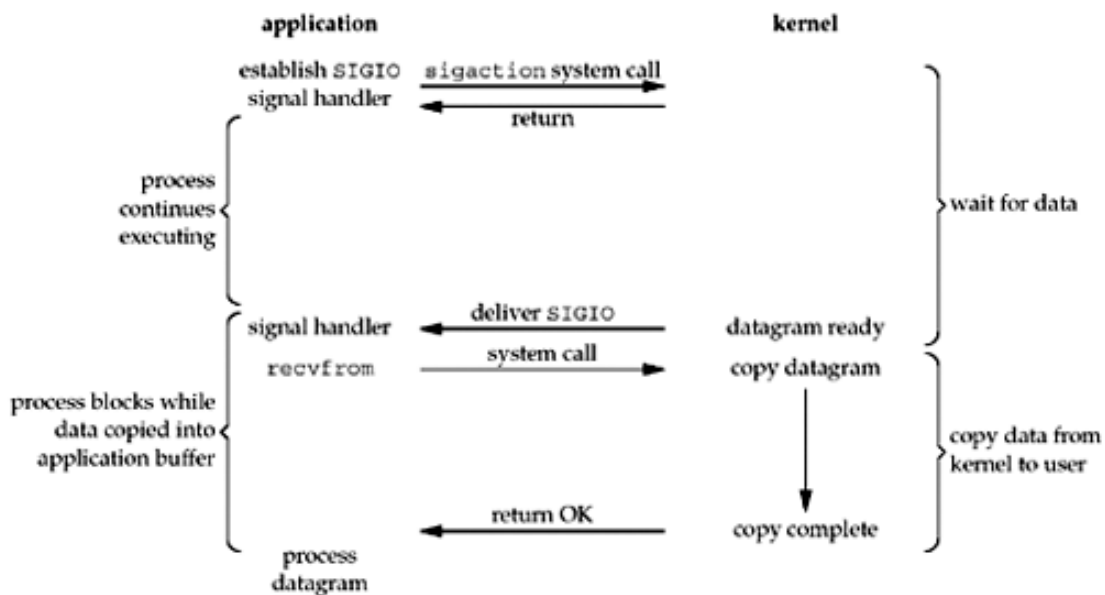 application
kernel
establish SIGIO
signal handler
sigaction system call
return
process
continues
executing
wait for data
deliver SIGIO
signal handler
datagram ready
system call
recvfrom
copy datagram
process blocks while
data copied into
application buffer
copy data from
kernel to user
return OK
copy complete
process
datagram